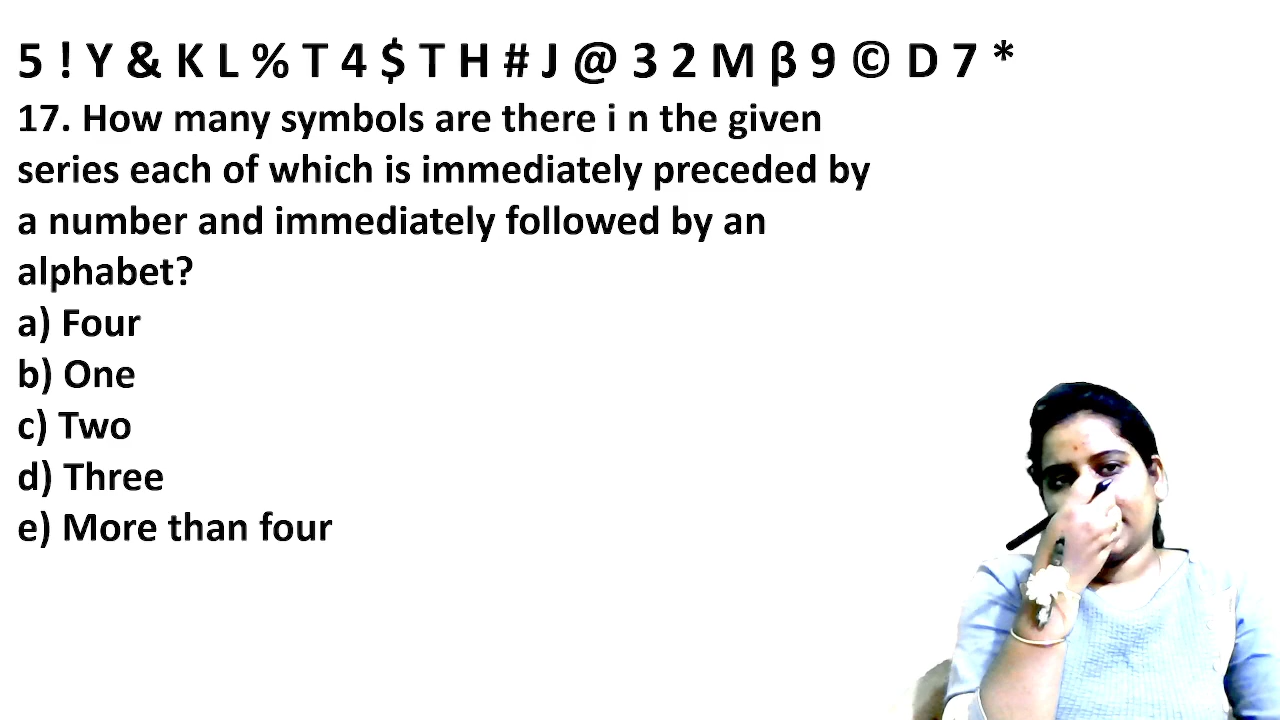 5 ! Y & K L % T 4 $ T H # J @ 3 2 M β 9 © D 7 *
17. How many symbols are there i n the given
series each of which is immediately preceded by
a number and immediately followed by an
alphabet?
a) Four
b) One
c) Two
d) Three
e) More than four